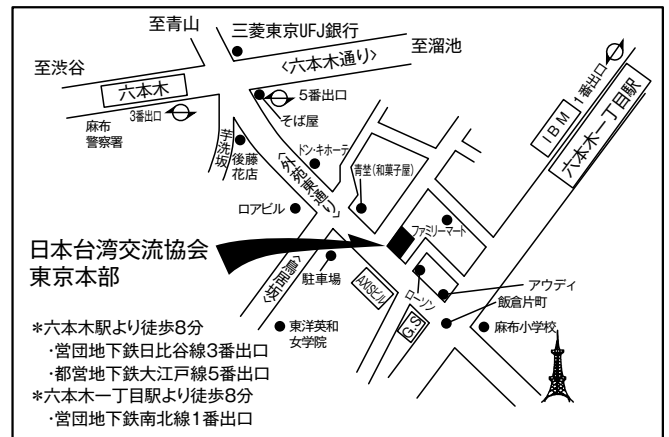 至青山
三菱東京UFJ銀行
至溜池
〈六本木通り〉
至渋谷
六本木
3番出口
5番出口
そば屋
IBM
1番出口
六本木一丁目駅
麻布
警察署
芋洗坂
後藤
花店
ドン・キホーテ
〈外苑東通り〉
青埜(和菓子屋)
ロアビル
ファミリーマート
日本台湾交流協会
東京本部
〈鳥居坂〉
駐車場
AXISビル
ローソン
アウディ
飯倉片町
G.S
麻布小学校
東洋英和
女学院
*六本木駅より徒歩8分
・営団地下鉄日比谷線3番出口
・都営地下鉄大江戸線5番出口
*六本木一丁目駅より徒歩8分
・営団地下鉄南北線1番出口